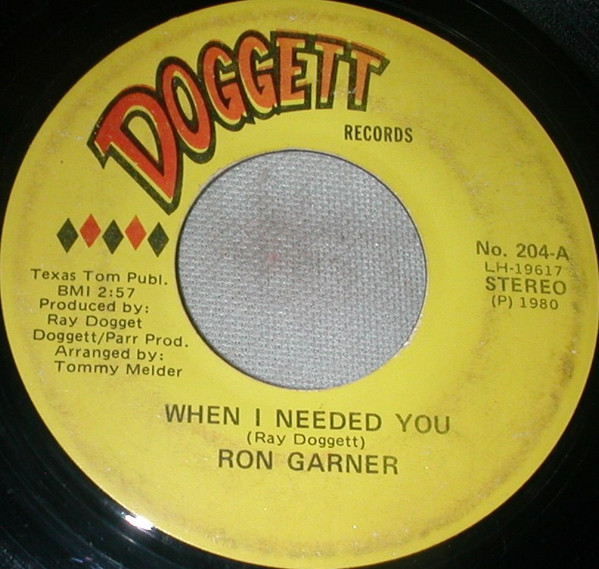 DOGGETT
RECORDS
No. 204-A
LH-19617
STEREO
(P) 1980
Texas Tom Publ.
BMI 2:57
Produced by:
Ray Dogget
Doggett/Parr Prod.
Arranged by:
Tommy Melder
WHEN I NEEDED YOU
(Ray Doggett)
RON GARNER